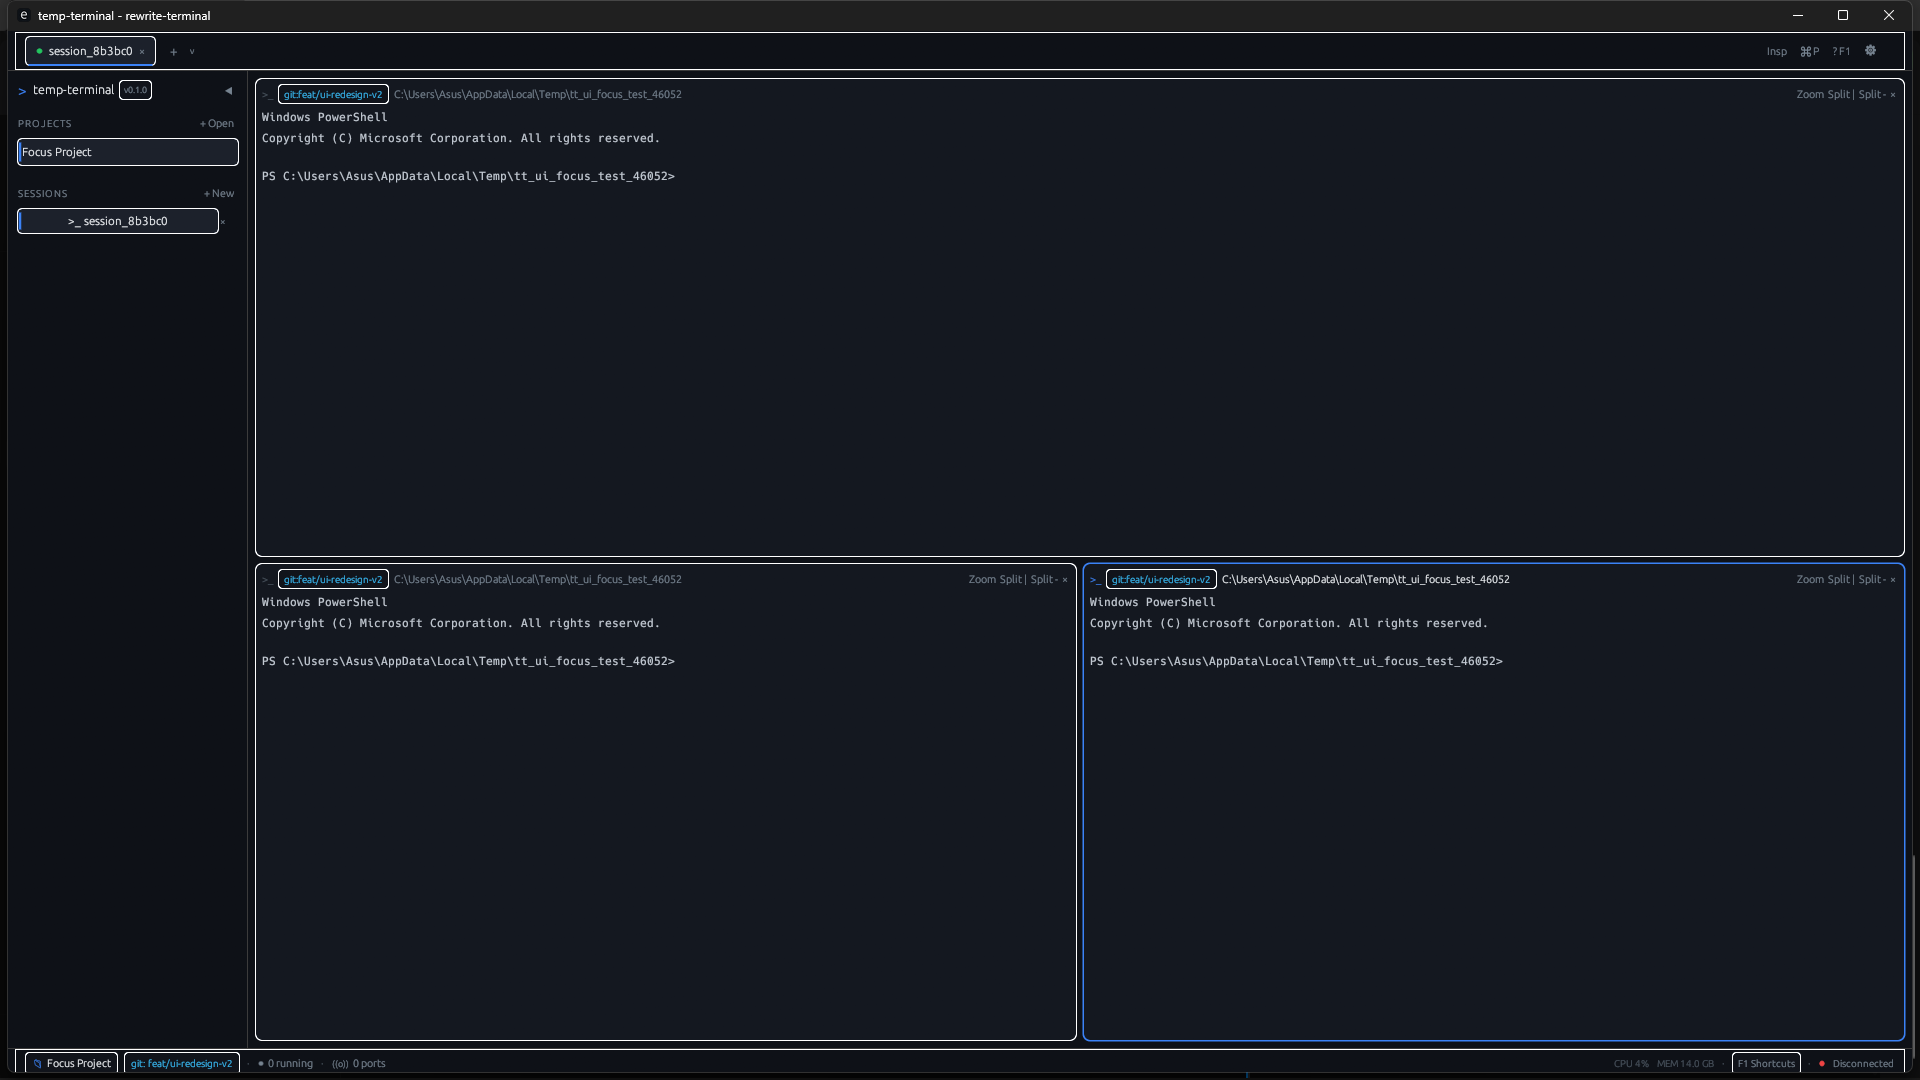 e temp-terminal - rewrite-terminal
session_8b3bc0 × + v Insp ⌘P ?F1
> temp-terminal v0.1.0
PROJECTS +Open
Focus Project
SESSIONS +New
>_ session_8b3bc0 ×
>_ git:feat/ui-redesign-v2 C:\Users\Asus\AppData\Local\Temp\tt_ui_focus_test_46052 Zoom Split| Split- ×
Windows PowerShell
Copyright (C) Microsoft Corporation. All rights reserved.
PS C:\Users\Asus\AppData\Local\Temp\tt_ui_focus_test_46052>
>_ git:feat/ui-redesign-v2 C:\Users\Asus\AppData\Local\Temp\tt_ui_focus_test_46052 Zoom Split| Split- ×
Windows PowerShell
Copyright (C) Microsoft Corporation. All rights reserved.
PS C:\Users\Asus\AppData\Local\Temp\tt_ui_focus_test_46052>
>_ git:feat/ui-redesign-v2 C:\Users\Asus\AppData\Local\Temp\tt_ui_focus_test_46052 Zoom Split| Split- ×
Windows PowerShell
Copyright (C) Microsoft Corporation. All rights reserved.
PS C:\Users\Asus\AppData\Local\Temp\tt_ui_focus_test_46052>
Focus Project git: feat/ui-redesign-v2 · ● 0 running · ((o)) 0 ports CPU 4% MEM 14.0 GB · F1 Shortcuts · ● Disconnected